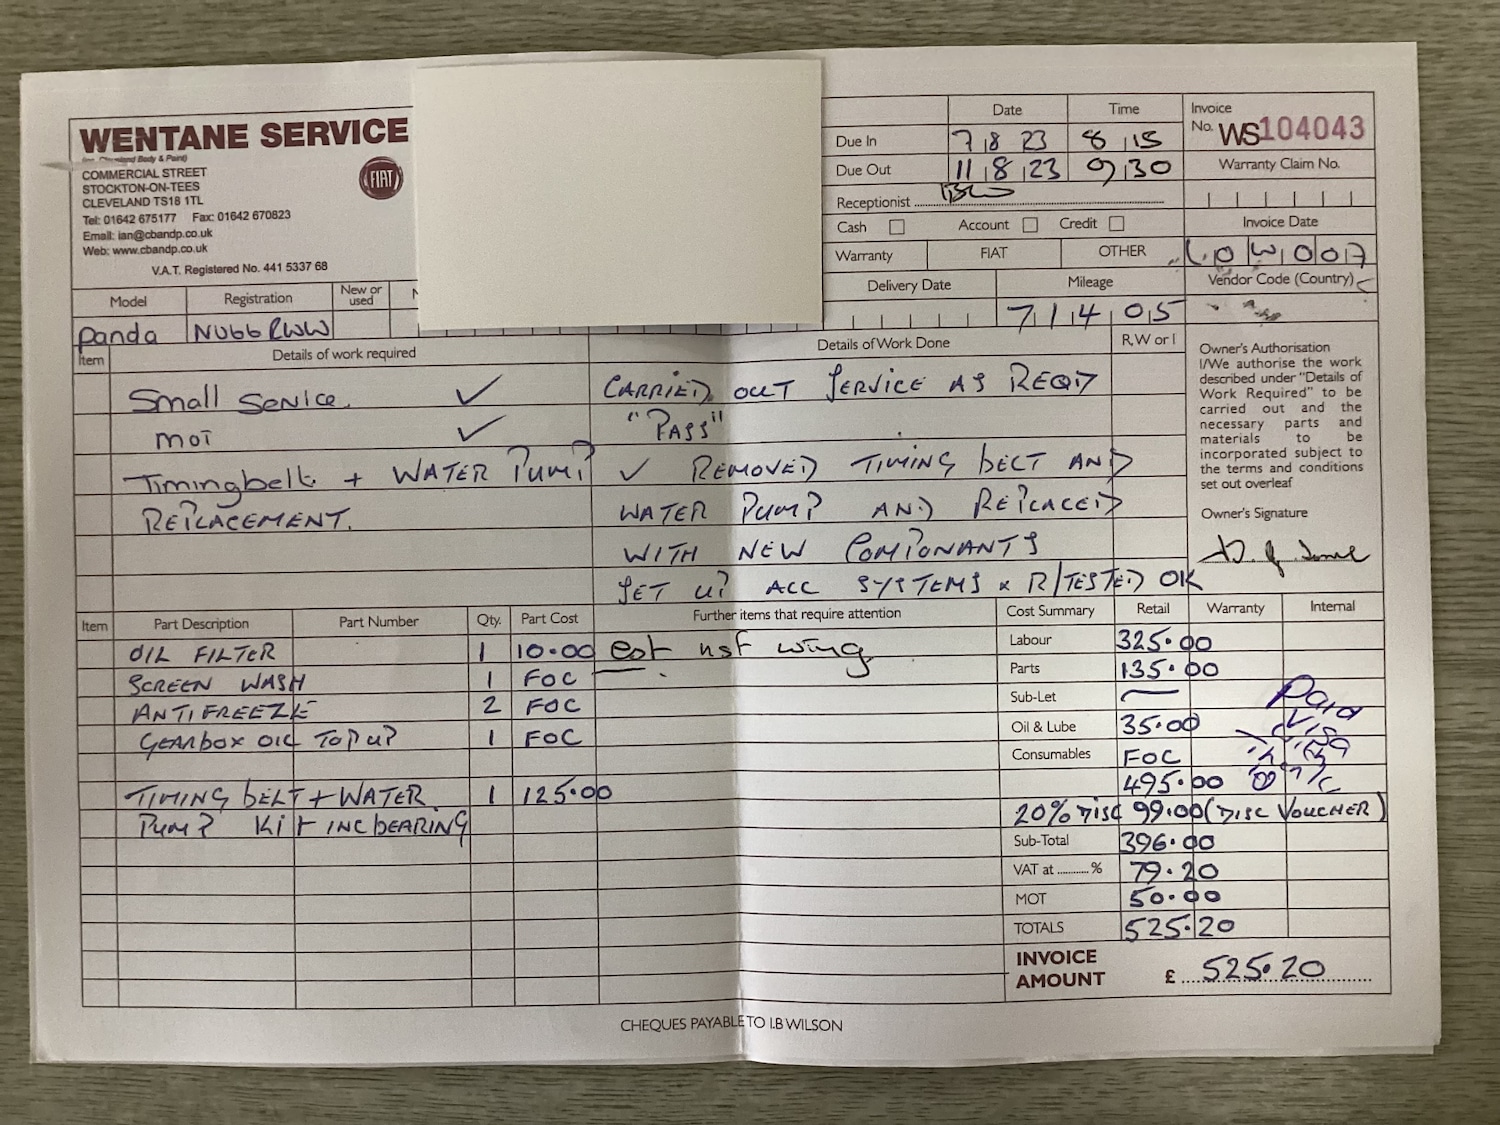 WENTANE SERVICE
(inc. Cleveland Body & Paint)
COMMERCIAL STREET
STOCKTON-ON-TEES
CLEVELAND TS18 1TL
Tel: 01642 675177 Fax: 01642 670823
Email: ian@cbandp.co.uk
Web: www.cbandp.co.uk
V.A.T. Registered No. 441 5337 68
FIAT
Date Time
Due In 7 8 23 8 15
Due Out 11 8 23 9 30
Receptionist
Cash Account Credit
Warranty FIAT OTHER
Delivery Date Mileage
7 1 4 0 5
Invoice
No. WS104043
Warranty Claim No.
Invoice Date
Vendor Code (Country)
Model Registration New or used
Panda NU66 RWW
Item Details of work required Details of Work Done R,W or I
Small Service. ✓ CARRIED OUT SERVICE AS REQD
MOT ✓ "PASS"
Timingbelt + WATER PUMP ✓ REMOVED TIMING BELT AND
REPLACEMENT. WATER PUMP AND REPLACED
WITH NEW COMPONANTS
SET UP ACC SYSTEMS & R/TESTED OK
Owner's Authorisation
I/We authorise the work
described under "Details of
Work Required" to be
carried out and the
necessary parts and
materials to be
incorporated subject to
the terms and conditions
set out overleaf
Owner's Signature
Item Part Description Part Number Qty. Part Cost Further items that require attention Cost Summary Retail Warranty Internal
OIL FILTER 1 10.00 est nsf wing Labour 325.00
SCREEN WASH 1 FOC Parts 135.00
ANTIFREEZE 2 FOC Sub-Let
GEARBOX OIL TOP UP 1 FOC Oil & Lube 35.00
Consumables FOC
TIMING BELT + WATER 1 125.00 495.00
PUMP KIT INC BEARING 20% DISC 99.00 (DISC VOUCHER)
Sub-Total 396.00
VAT at ........... % 79.20
MOT 50.00
TOTALS 525.20
Paid
INVOICE
AMOUNT £ 525.20
CHEQUES PAYABLE TO I.B WILSON